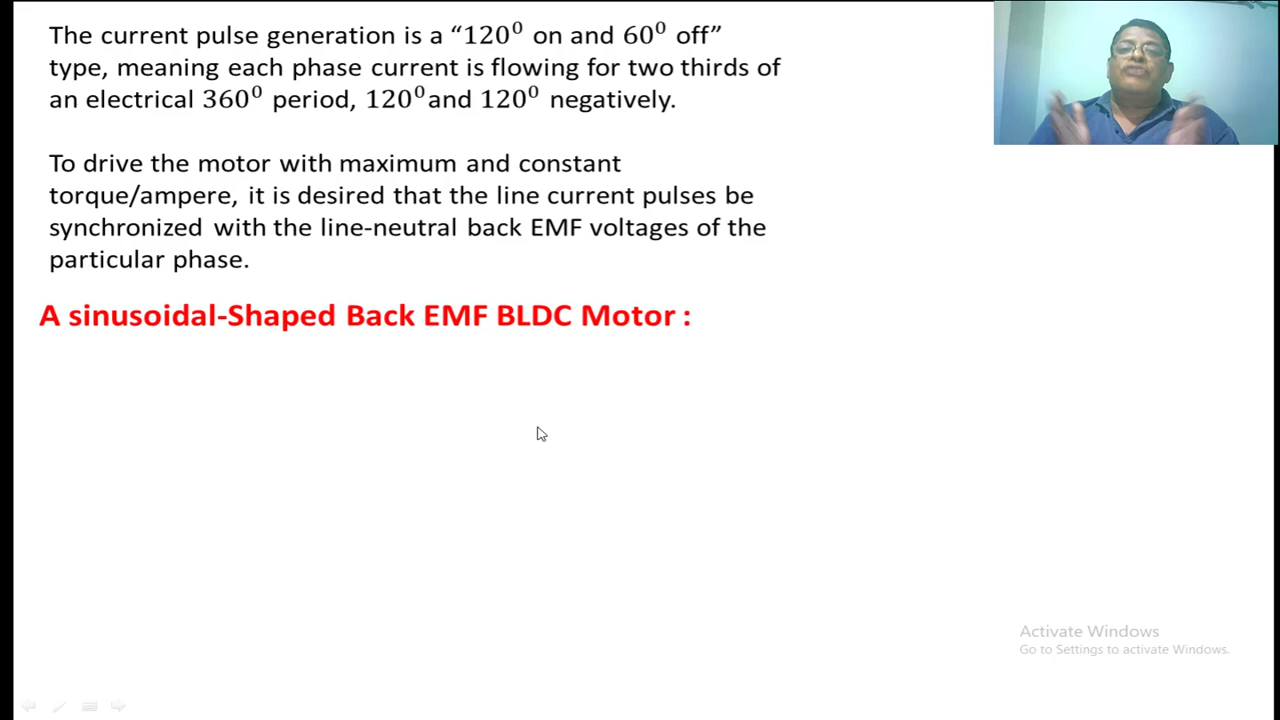 The current pulse generation is a “120⁰ on and 60⁰ off”
type, meaning each phase current is flowing for two thirds of
an electrical 360⁰ period, 120⁰and 120⁰ negatively.
To drive the motor with maximum and constant
torque/ampere, it is desired that the line current pulses be
synchronized with the line-neutral back EMF voltages of the
particular phase.
A sinusoidal-Shaped Back EMF BLDC Motor :
Activate Windows
Go to Settings to activate Windows.